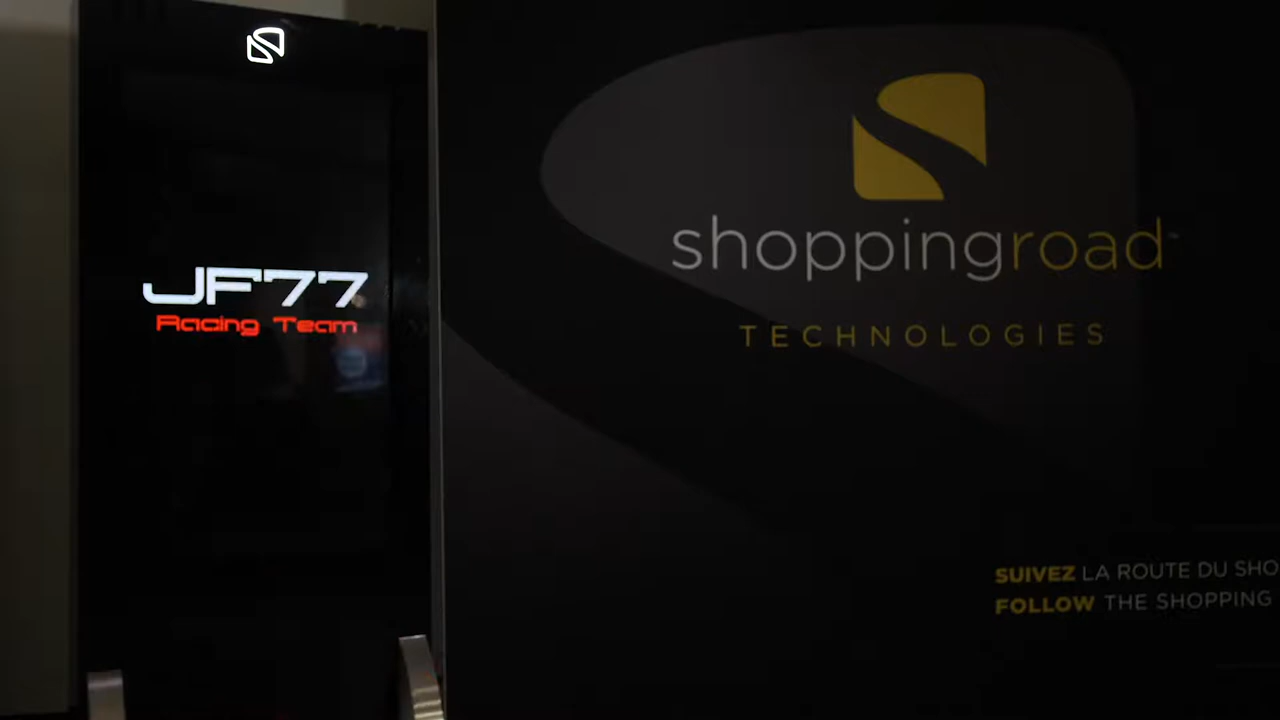 JF77
Racing Team
shoppingroad
TECHNOLOGIES
SUIVEZ LA ROUTE DU SHO
FOLLOW THE SHOPPING